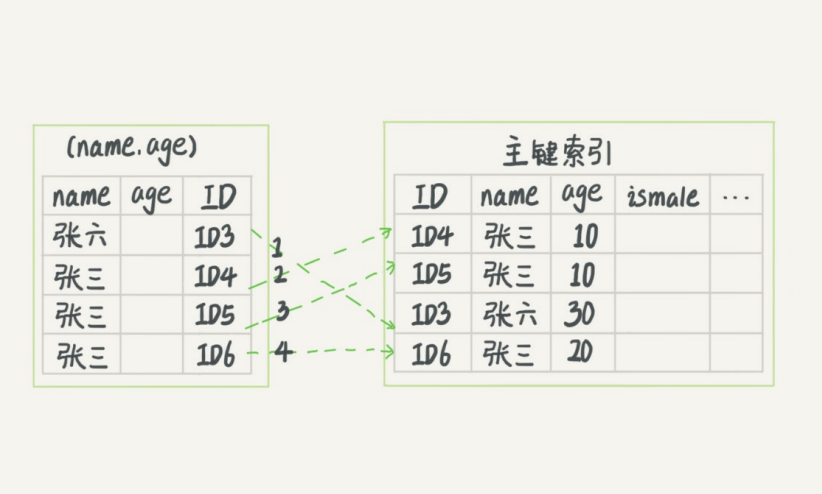 (name.age)
name age ID
张六 ID3
张三 ID4
张三 ID5
张三 ID6
1
2
3
4
主键索引
ID name age ismale ...
ID4 张三 10
ID5 张三 10
ID3 张六 30
ID6 张三 20